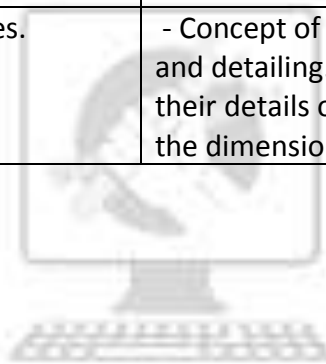 es. - Concept of
and detailing
their details o
the dimensio